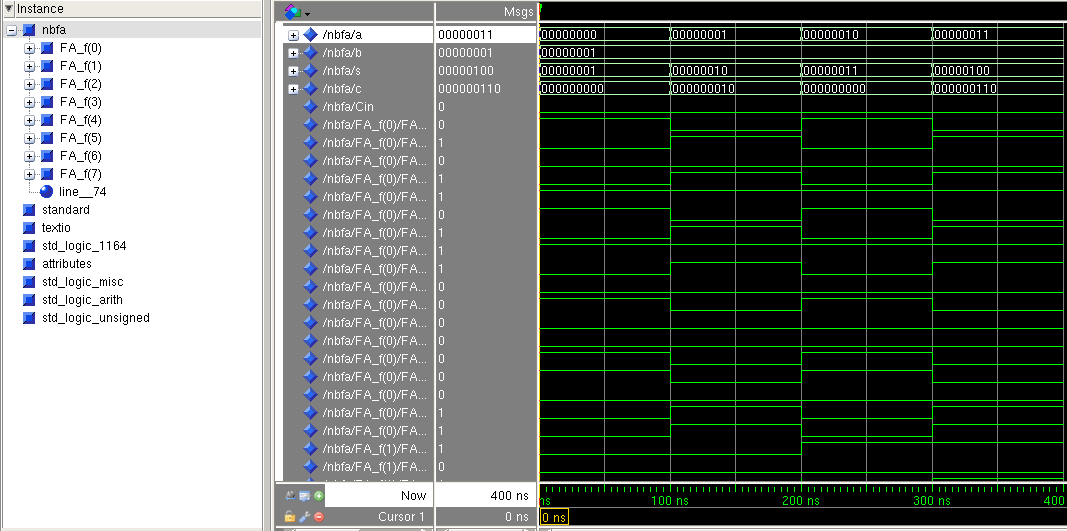 Instance
nbfa
FA_f(0)
FA_f(1)
FA_f(2)
FA_f(3)
FA_f(4)
FA_f(5)
FA_f(6)
FA_f(7)
line__74
standard
textio
std_logic_1164
attributes
std_logic_misc
std_logic_arith
std_logic_unsigned
Msgs
/nbfa/a 00000011 00000000 00000001 00000010 00000011
/nbfa/b 00000001 00000001
/nbfa/s 00000100 00000001 00000010 00000011 00000100
/nbfa/c 000000110 000000000 000000010 000000000 000000110
/nbfa/Cin 0
/nbfa/FA_f(0)/FA... 0
/nbfa/FA_f(0)/FA... 1
/nbfa/FA_f(0)/FA... 0
/nbfa/FA_f(0)/FA... 1
/nbfa/FA_f(0)/FA... 1
/nbfa/FA_f(0)/FA... 0
/nbfa/FA_f(0)/FA... 1
/nbfa/FA_f(0)/FA... 1
/nbfa/FA_f(0)/FA... 1
/nbfa/FA_f(0)/FA... 0
/nbfa/FA_f(0)/FA... 0
/nbfa/FA_f(0)/FA... 0
/nbfa/FA_f(0)/FA... 0
/nbfa/FA_f(0)/FA... 0
/nbfa/FA_f(0)/FA... 0
/nbfa/FA_f(0)/FA... 0
/nbfa/FA_f(0)/FA... 1
/nbfa/FA_f(0)/FA... 1
/nbfa/FA_f(1)/FA... 1
/nbfa/FA_f(1)/FA... 0
Now 400 ns ns 100 ns 200 ns 300 ns 400
Cursor 1 0 ns 0 ns